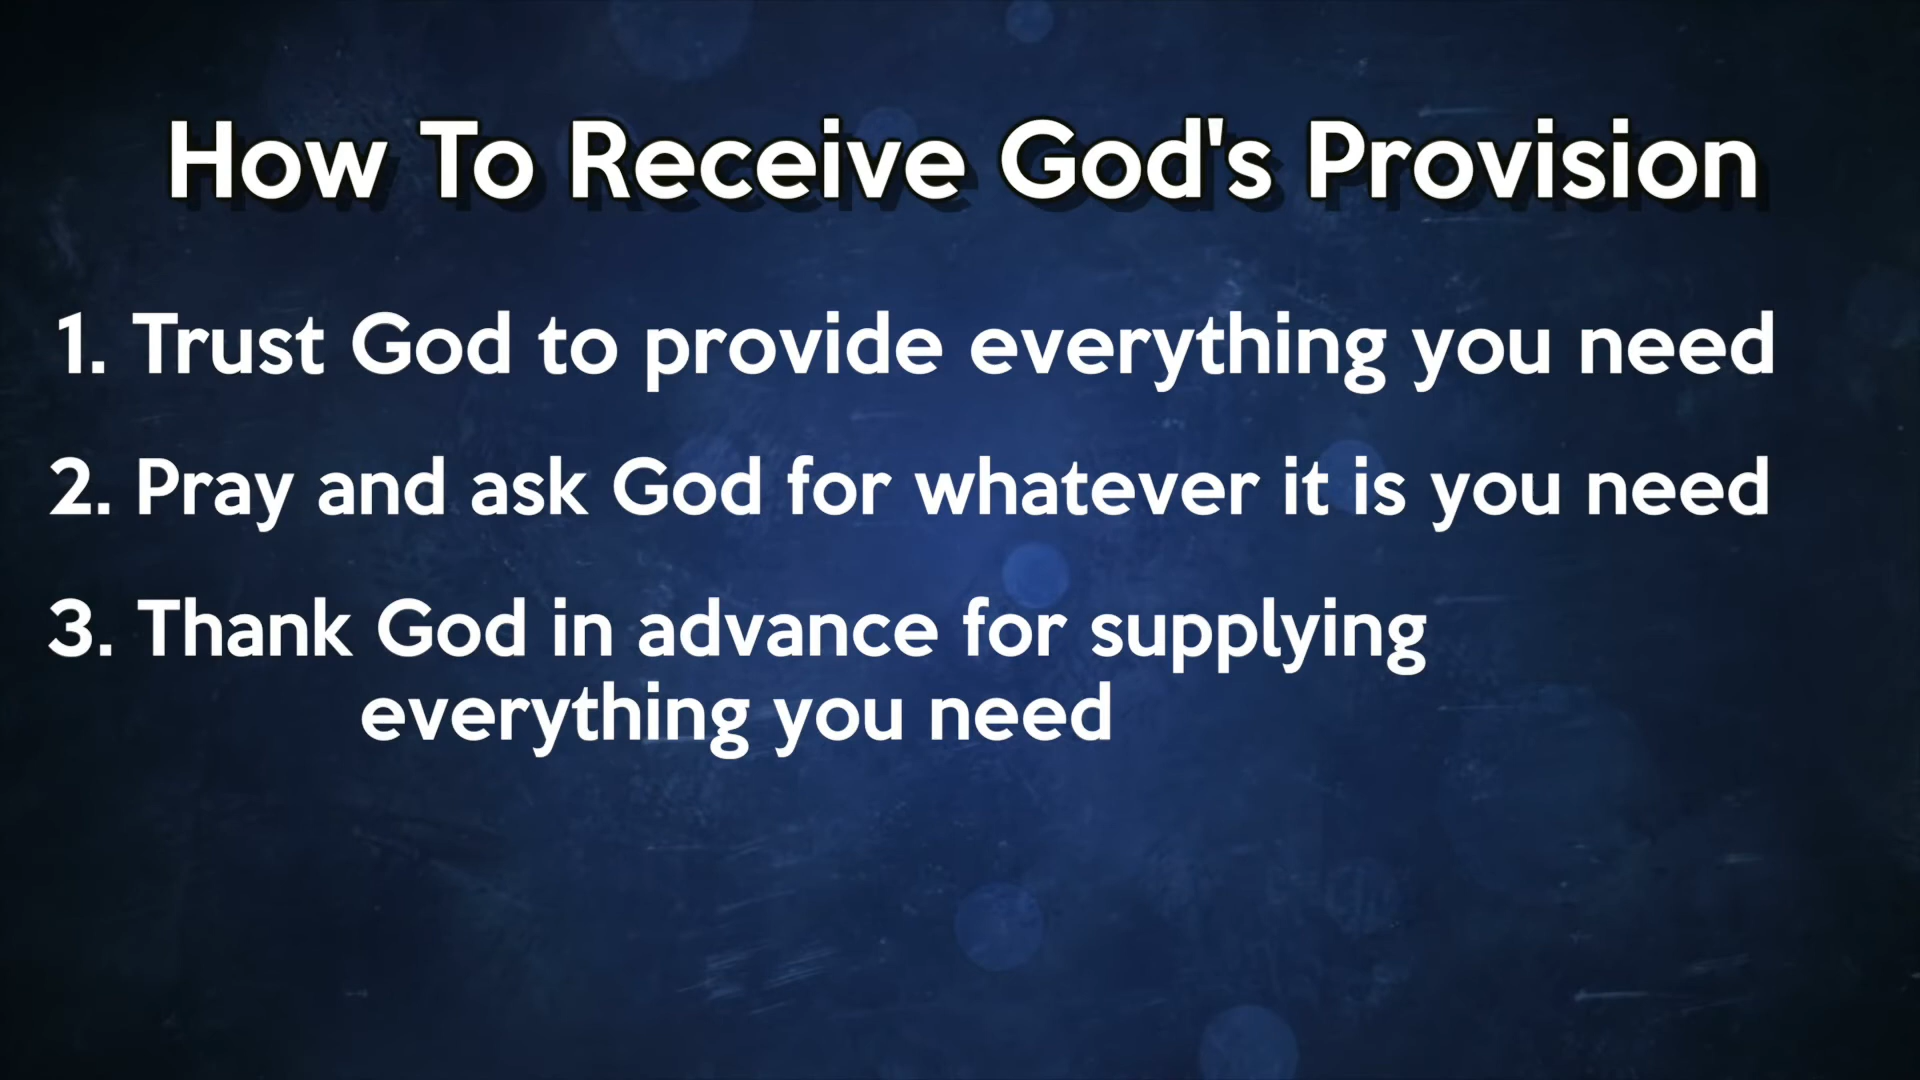 How To Receive God's Provision
1. Trust God to provide everything you need
2. Pray and ask God for whatever it is you need
3. Thank God in advance for supplying
everything you need